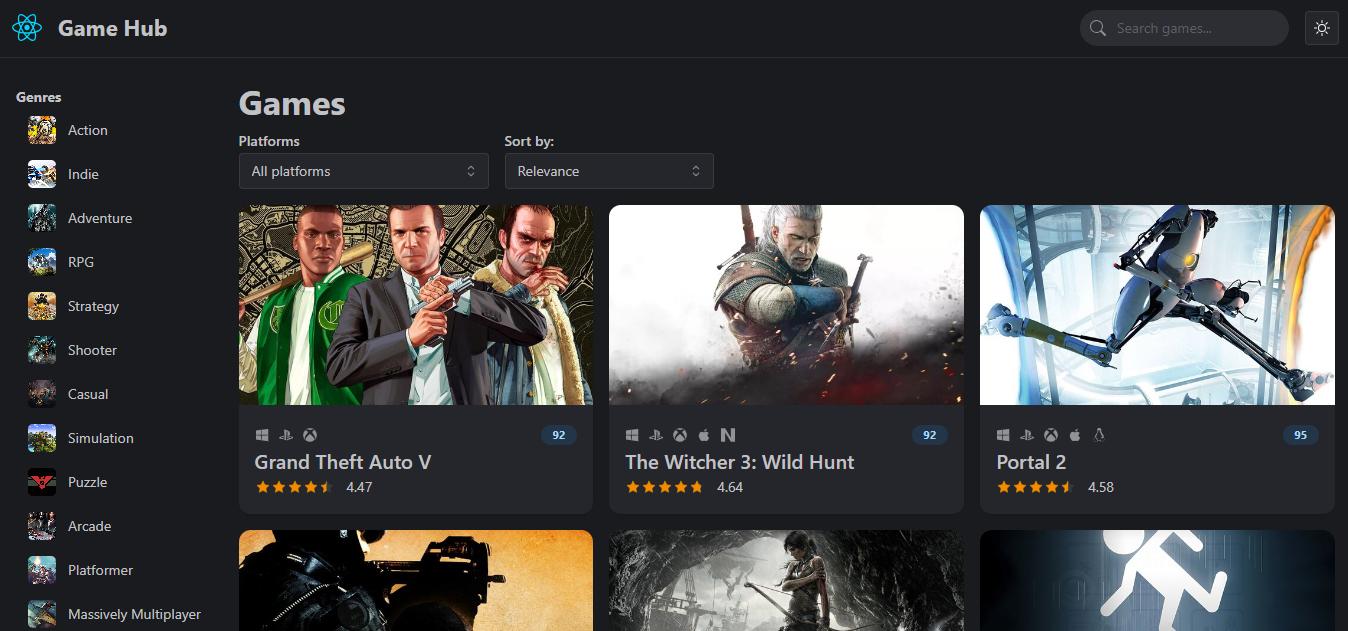 Game Hub
Search games...
Genres
Action
Indie
Adventure
RPG
Strategy
Shooter
Casual
Simulation
Puzzle
Arcade
Platformer
Massively Multiplayer
Games
Platforms
Sort by:
All platforms
Relevance
92
Grand Theft Auto V
4.47
92
The Witcher 3: Wild Hunt
4.64
95
Portal 2
4.58